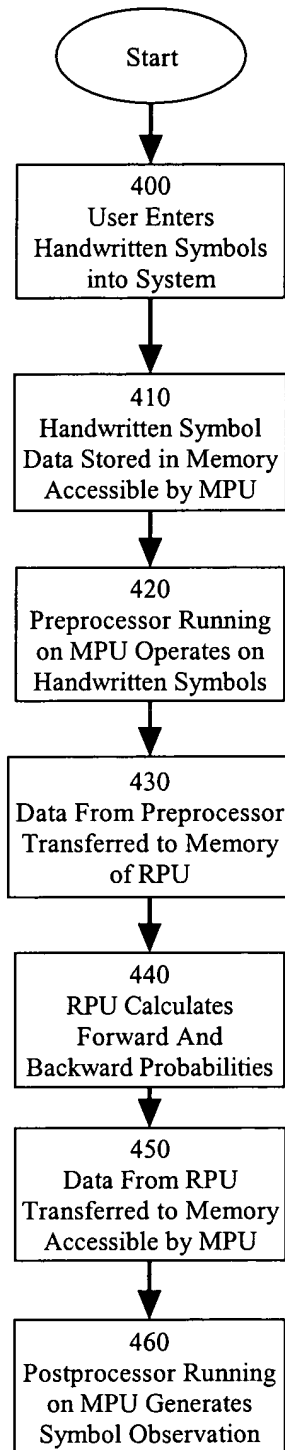 Start
400
User Enters
Handwritten Symbols
into System
410
Handwritten Symbol
Data Stored in Memory
Accessible by MPU
420
Preprocessor Running
on MPU Operates on
Handwritten Symbols
430
Data From Preprocessor
Transferred to Memory
of RPU
440
RPU Calculates
Forward And
Backward Probabilities
450
Data From RPU
Transferred to Memory
Accessible by MPU
460
Postprocessor Running
on MPU Generates
Symbol Observation